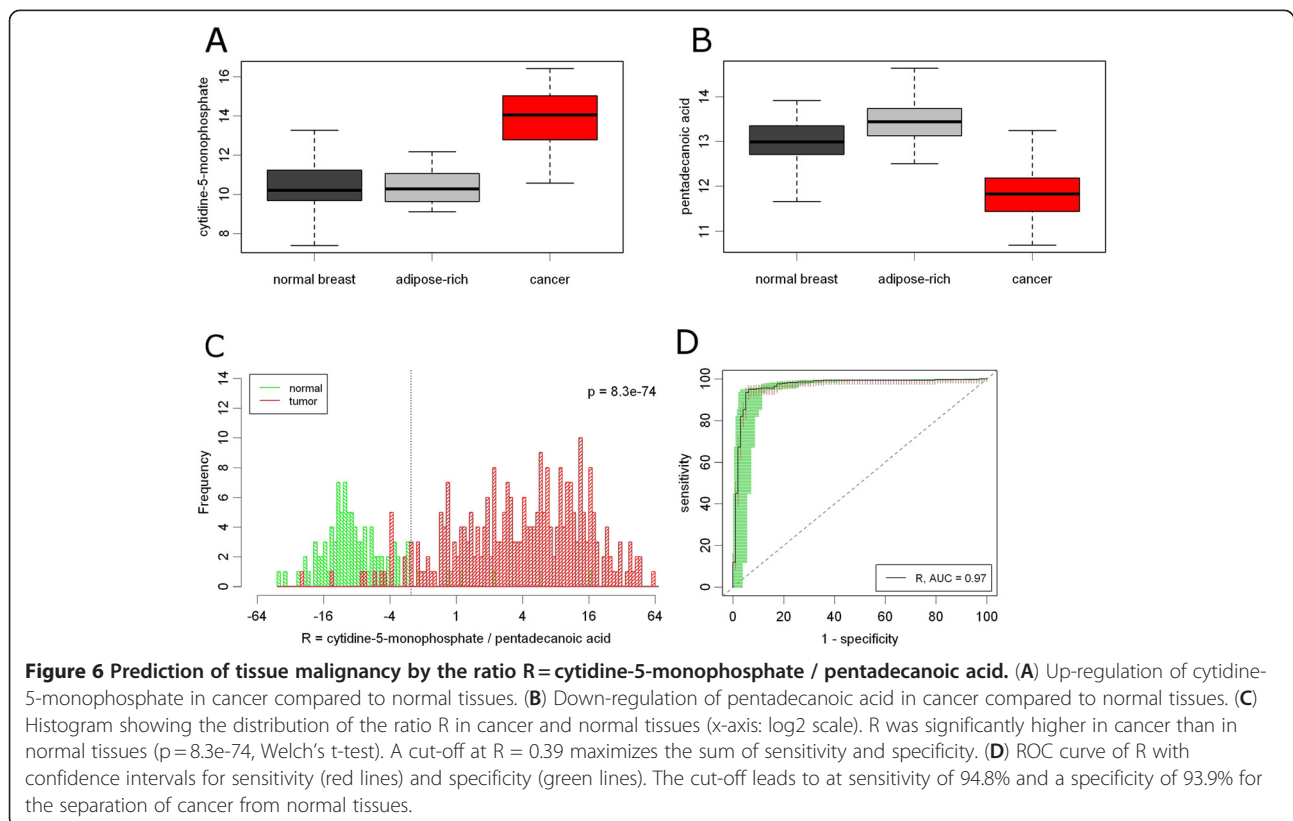 A
cytidine-5-monophosphate
16
14
12
10
8
normal breast adipose-rich cancer
B
pentadecanoic acid
14
13
12
11
normal breast adipose-rich cancer
C
normal
tumor
p = 8.3e-74
Frequency
14
12
10
8
6
4
2
0
-64 -16 -4 1 4 16 64
R = cytidine-5-monophosphate / pentadecanoic acid
D
sensitivity
100
80
60
40
20
0
R, AUC = 0.97
0 20 40 60 80 100
1 - specificity
Figure 6 Prediction of tissue malignancy by the ratio R = cytidine-5-monophosphate / pentadecanoic acid. (A) Up-regulation of cytidine-
5-monophosphate in cancer compared to normal tissues. (B) Down-regulation of pentadecanoic acid in cancer compared to normal tissues. (C)
Histogram showing the distribution of the ratio R in cancer and normal tissues (x-axis: log2 scale). R was significantly higher in cancer than in
normal tissues (p = 8.3e-74, Welch's t-test). A cut-off at R = 0.39 maximizes the sum of sensitivity and specificity. (D) ROC curve of R with
confidence intervals for sensitivity (red lines) and specificity (green lines). The cut-off leads to at sensitivity of 94.8% and a specificity of 93.9% for
the separation of cancer from normal tissues.